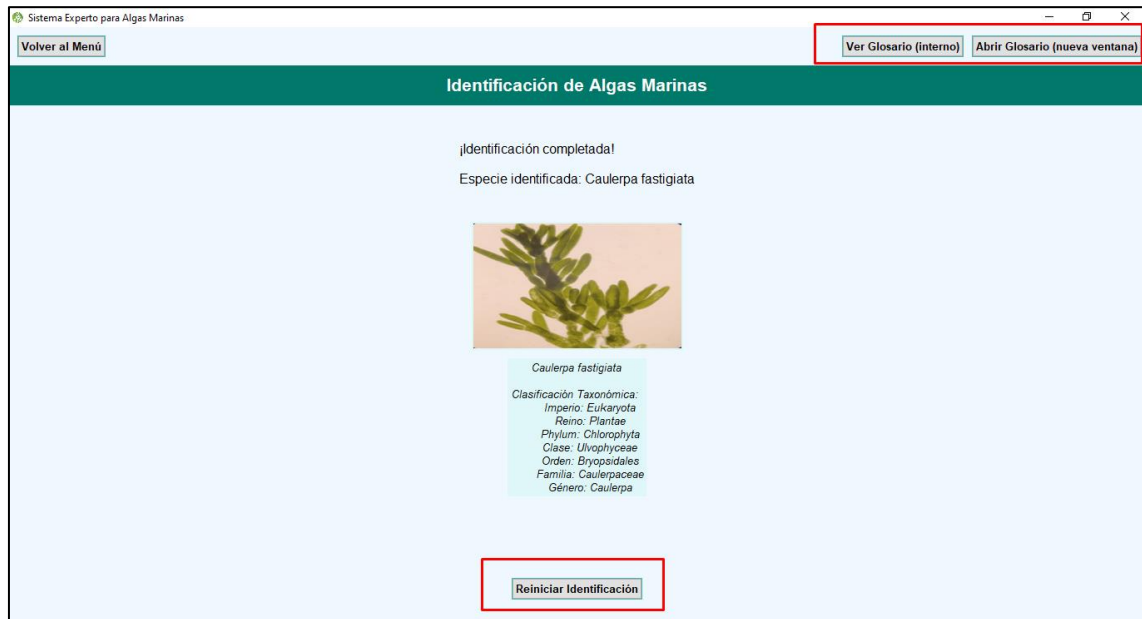 Sistema Experto para Algas Marinas
Volver al Menú
Ver Glosario (interno)
Abrir Glosario (nueva ventana)
Identificación de Algas Marinas
¡Identificación completada!
Especie identificada: Caulerpa fastigiata
Caulerpa fastigiata
Clasificación Taxonómica:
Imperio: Eukaryota
Reino: Plantae
Phylum: Chlorophyta
Clase: Ulvophyceae
Orden: Bryopsidales
Familia: Caulerpaceae
Género: Caulerpa
Reiniciar Identificación